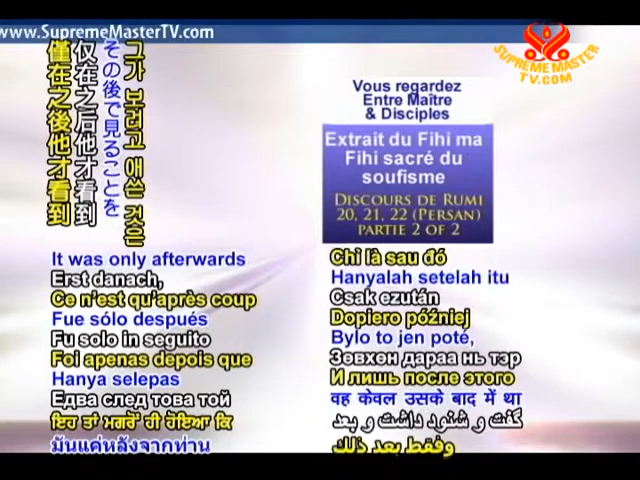 www.SupremeMasterTV.com
SUPREME MASTER
TV.COM
僅在之後他才看到
仅在之后他才看到
その後で見ることを
그가 보려고 애쓴 것은
Vous regardez
Entre Maître
& Disciples
Extrait du Fihi ma
Fihi sacré du
soufisme
Discours de Rumi
20, 21, 22 (Persan)
partie 2 of 2
It was only afterwards
Erst danach,
Ce n'est qu'après coup
Fue sólo después
Fu solo in seguito
Foi apenas depois que
Hanya selepas
Едва след това той
ਇਹ ਤਾਂ ਮਗਰੋਂ ਹੀ ਹੋਇਆ ਕਿ
มันแค่หลังจากท่าน
Chỉ là sau đó
Hanyalah setelah itu
Csak ezután
Dopiero później
Bylo to jen poté,
Зөвхөн дараа нь тэр
И лишь после этого
वह केवल उसके बाद में था
گفت و شنود داشت و بعد
وفقط بعد ذلك